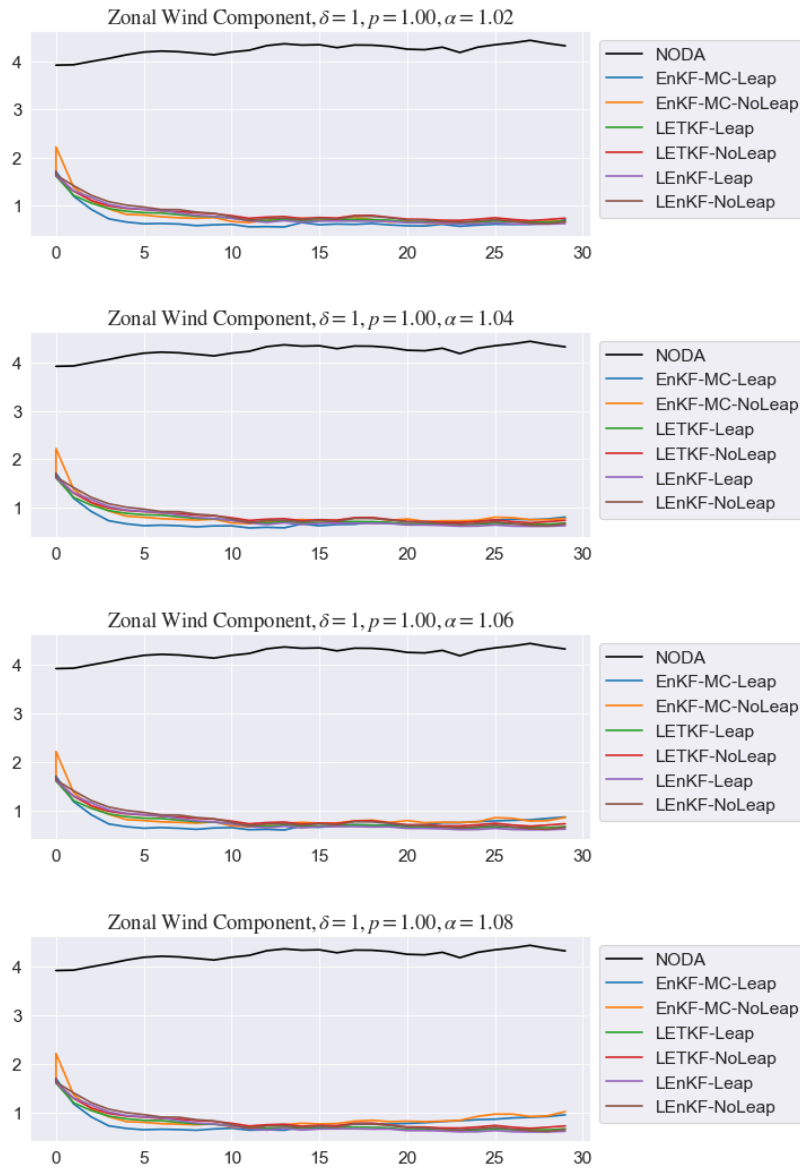 Zonal Wind Component, δ = 1, p = 1.00, α = 1.02
4
3
2
1
0 5 10 15 20 25 30
NODA
EnKF-MC-Leap
EnKF-MC-NoLeap
LETKF-Leap
LETKF-NoLeap
LEnKF-Leap
LEnKF-NoLeap
Zonal Wind Component, δ = 1, p = 1.00, α = 1.04
4
3
2
1
0 5 10 15 20 25 30
NODA
EnKF-MC-Leap
EnKF-MC-NoLeap
LETKF-Leap
LETKF-NoLeap
LEnKF-Leap
LEnKF-NoLeap
Zonal Wind Component, δ = 1, p = 1.00, α = 1.06
4
3
2
1
0 5 10 15 20 25 30
NODA
EnKF-MC-Leap
EnKF-MC-NoLeap
LETKF-Leap
LETKF-NoLeap
LEnKF-Leap
LEnKF-NoLeap
Zonal Wind Component, δ = 1, p = 1.00, α = 1.08
4
3
2
1
0 5 10 15 20 25 30
NODA
EnKF-MC-Leap
EnKF-MC-NoLeap
LETKF-Leap
LETKF-NoLeap
LEnKF-Leap
LEnKF-NoLeap